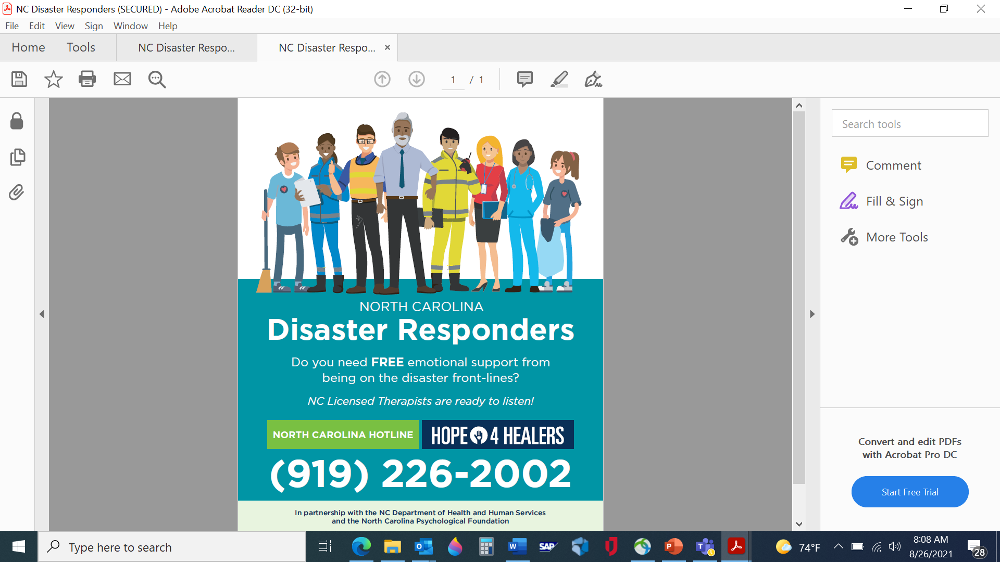 NC Disaster Responders (SECURED) - Adobe Acrobat Reader DC (32-bit)
File Edit View Sign Window Help
Home Tools NC Disaster Respo... NC Disaster Respo...
1 / 1
Search tools
Comment
Fill & Sign
More Tools
NORTH CAROLINA
Disaster Responders
Do you need FREE emotional support from
being on the disaster front-lines?
NC Licensed Therapists are ready to listen!
NORTH CAROLINA HOTLINE HOPE 4 HEALERS
(919) 226-2002
In partnership with the NC Department of Health and Human Services
and the North Carolina Psychological Foundation
Convert and edit PDFs
with Acrobat Pro DC
Start Free Trial
Type here to search
SAP
74°F
8:08 AM
8/26/2021
28